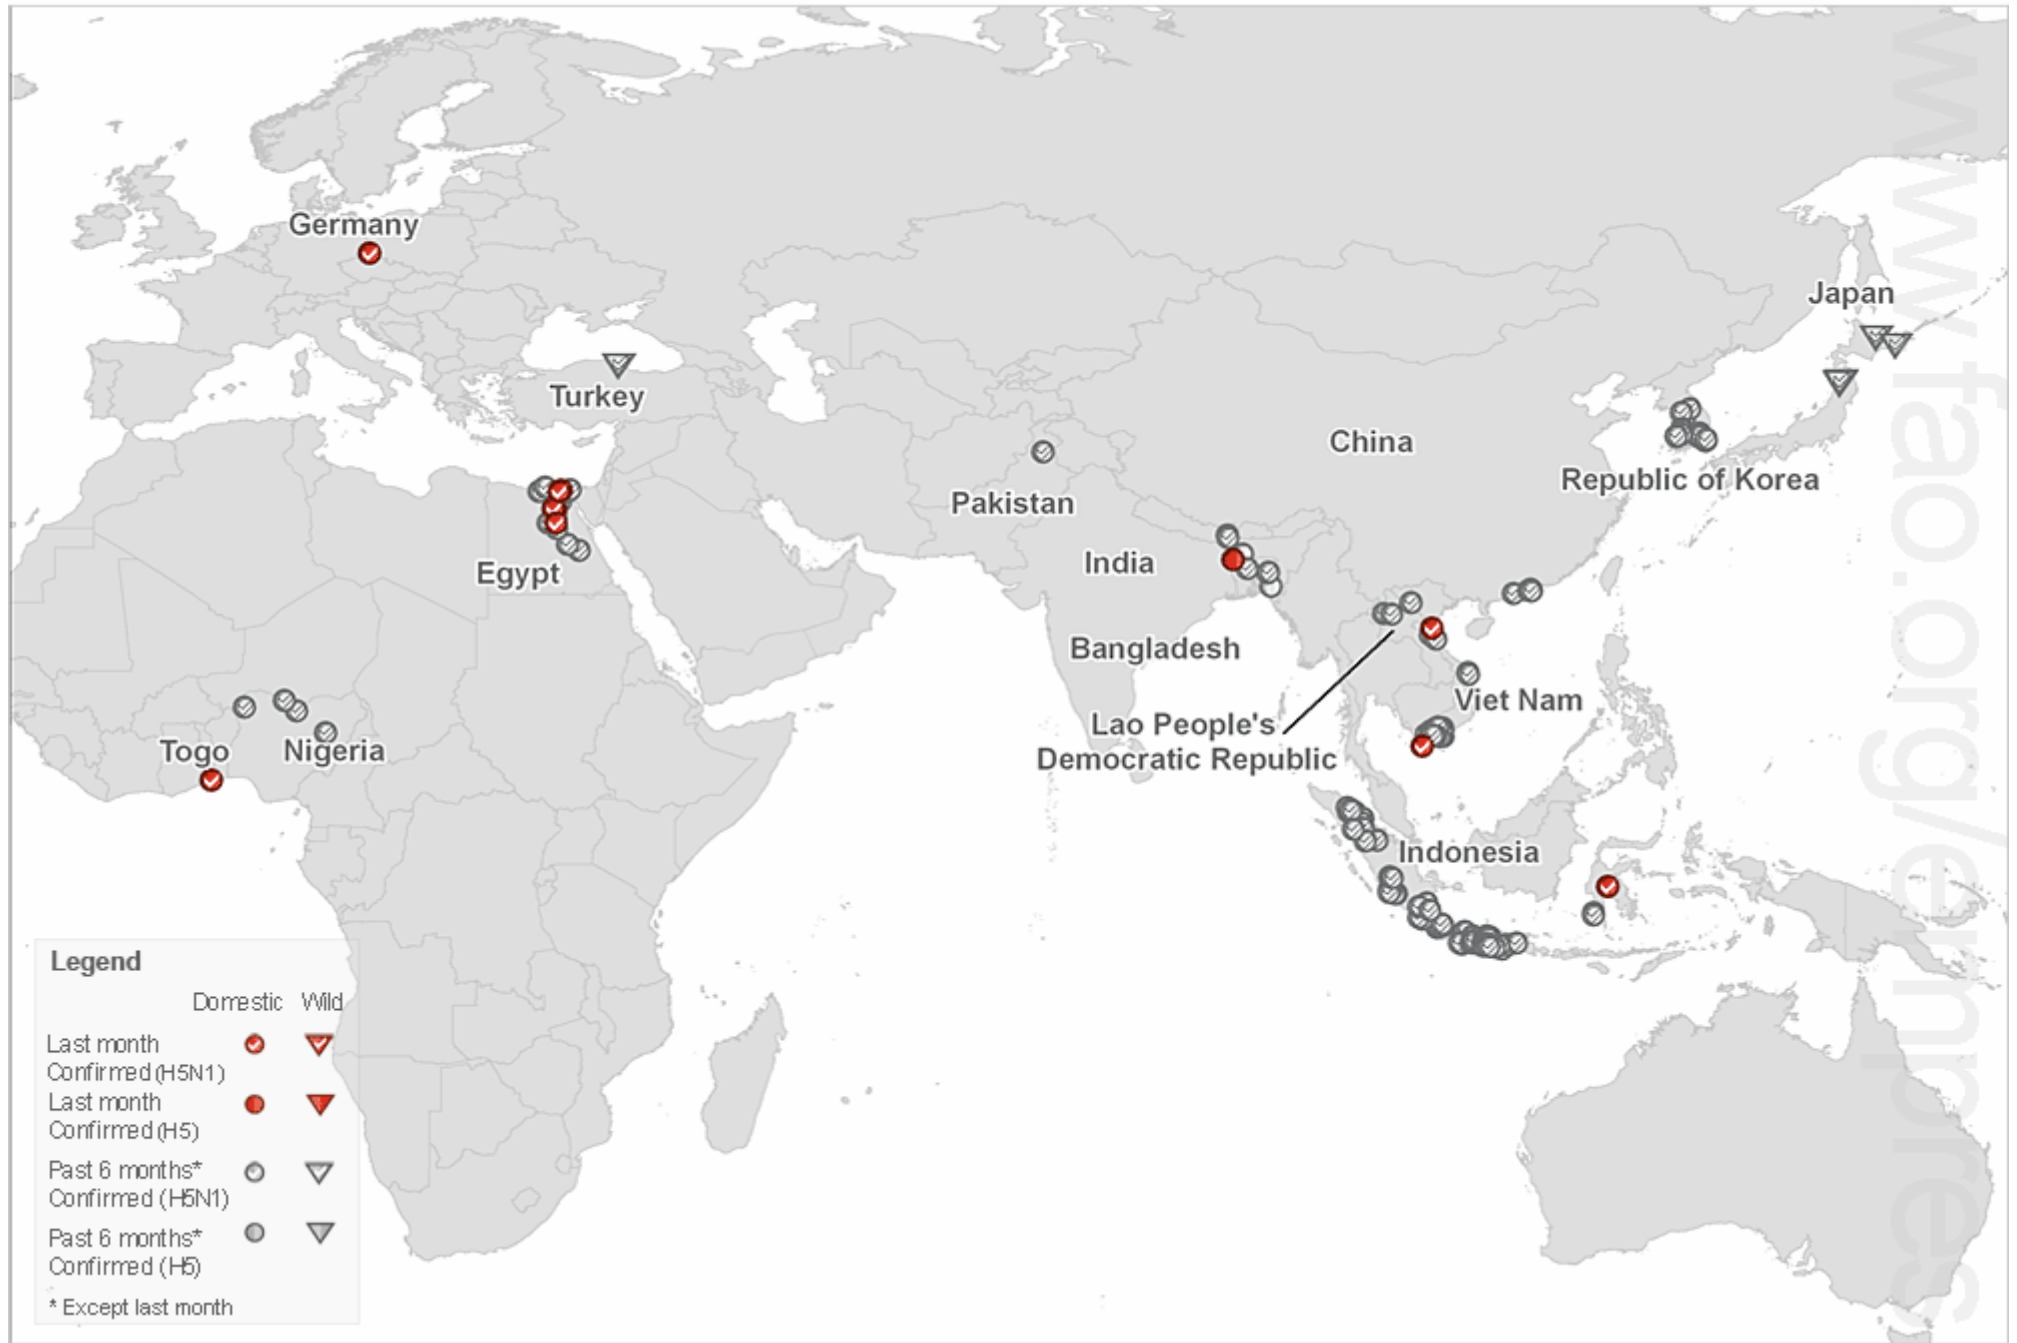 Germany
Japan
Turkey
China
Republic of Korea
Pakistan
India
Egypt
Bangladesh
Viet Nam
Lao People's
Democratic Republic
Togo
Nigeria
Indonesia
Legend
Domestic Wild
Last month
Confirmed (H5N1)
Last month
Confirmed (H5)
Past 6 months*
Confirmed (H5N1)
Past 6 months*
Confirmed (H5)
* Except last month
www.fao.org/empres